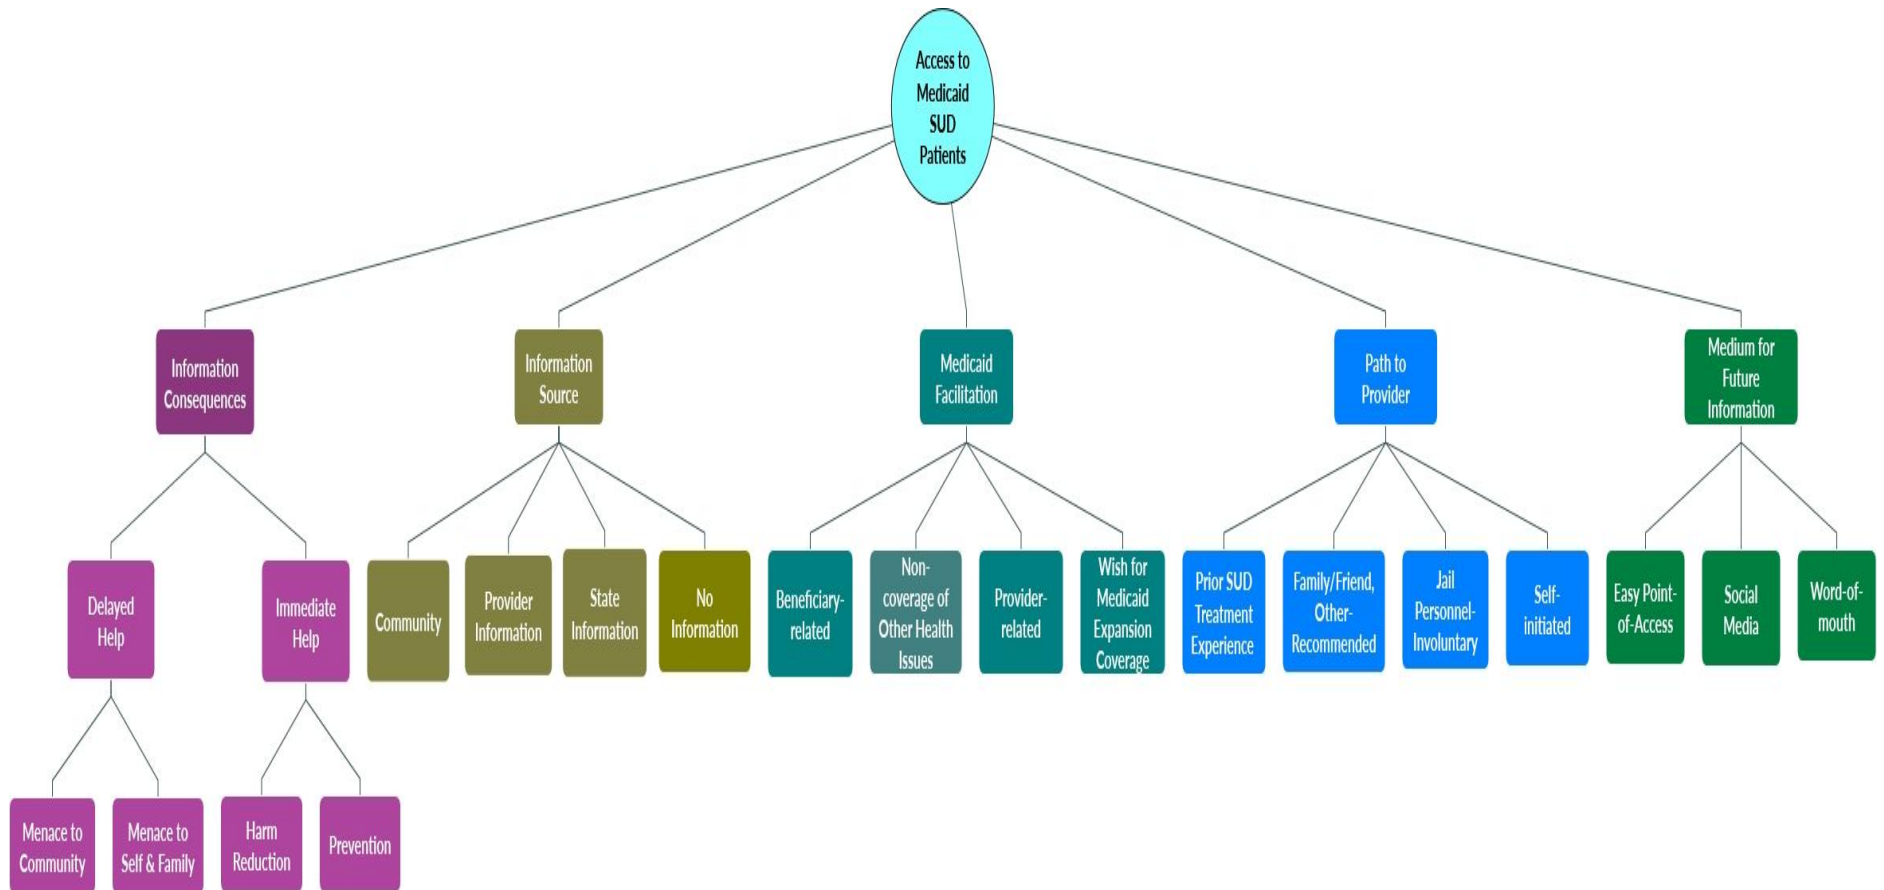 Access to
Medicaid
SUD
Patients
Information
Consequences
Information
Source
Medicaid
Facilitation
Path to
Provider
Medium for
Future
Information
Delayed
Help
Immediate
Help
Community
Provider
Information
State
Information
No
Information
Beneficiary-
related
Non-
coverage of
Other Health
Issues
Provider-
related
Wish for
Medicaid
Expansion
Coverage
Prior SUD
Treatment
Experience
Family/Friend,
Other-
Recommended
Jail
Personnel-
Involuntary
Self-
initiated
Easy Point-
of-Access
Social
Media
Word-of-
mouth
Menace to
Community
Menace to
Self & Family
Harm
Reduction
Prevention